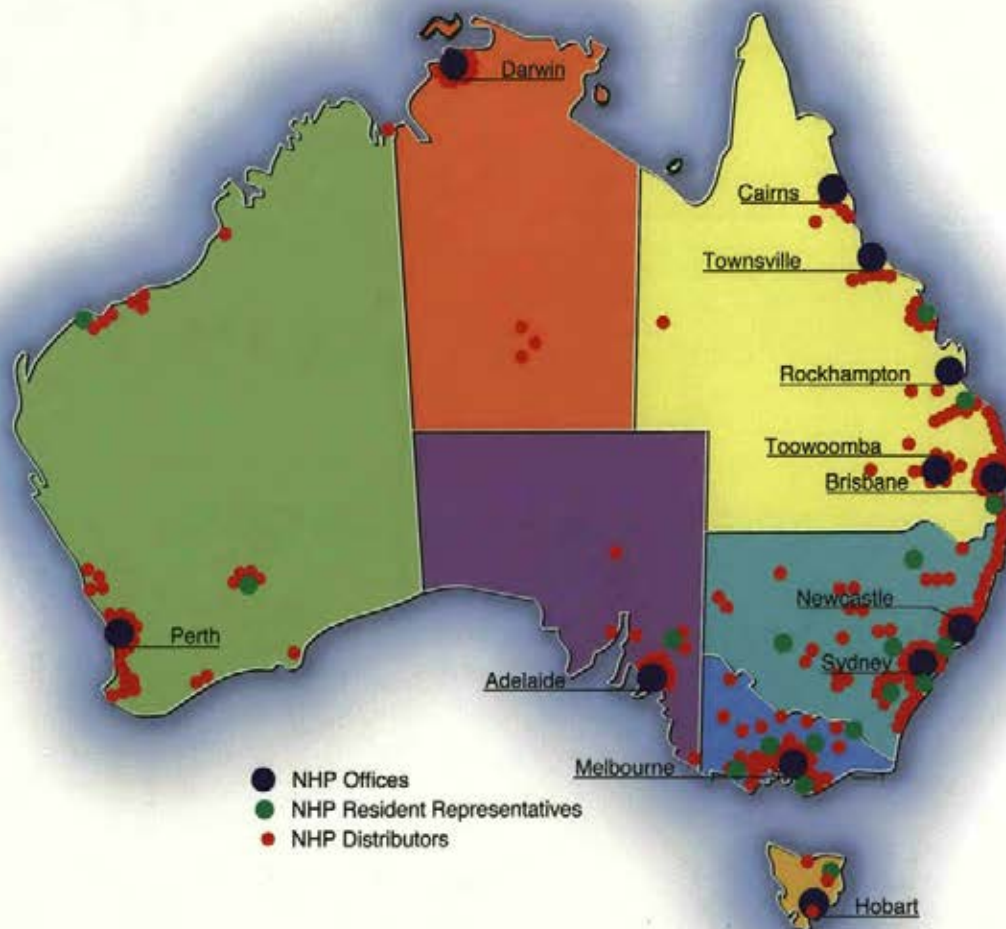 Darwin
Cairns
Townsville
Rockhampton
Toowoomba
Brisbane
Newcastle
Perth
Sydney
Adelaide
Melbourne
NHP Offices
NHP Resident Representatives
NHP Distributors
Hobart